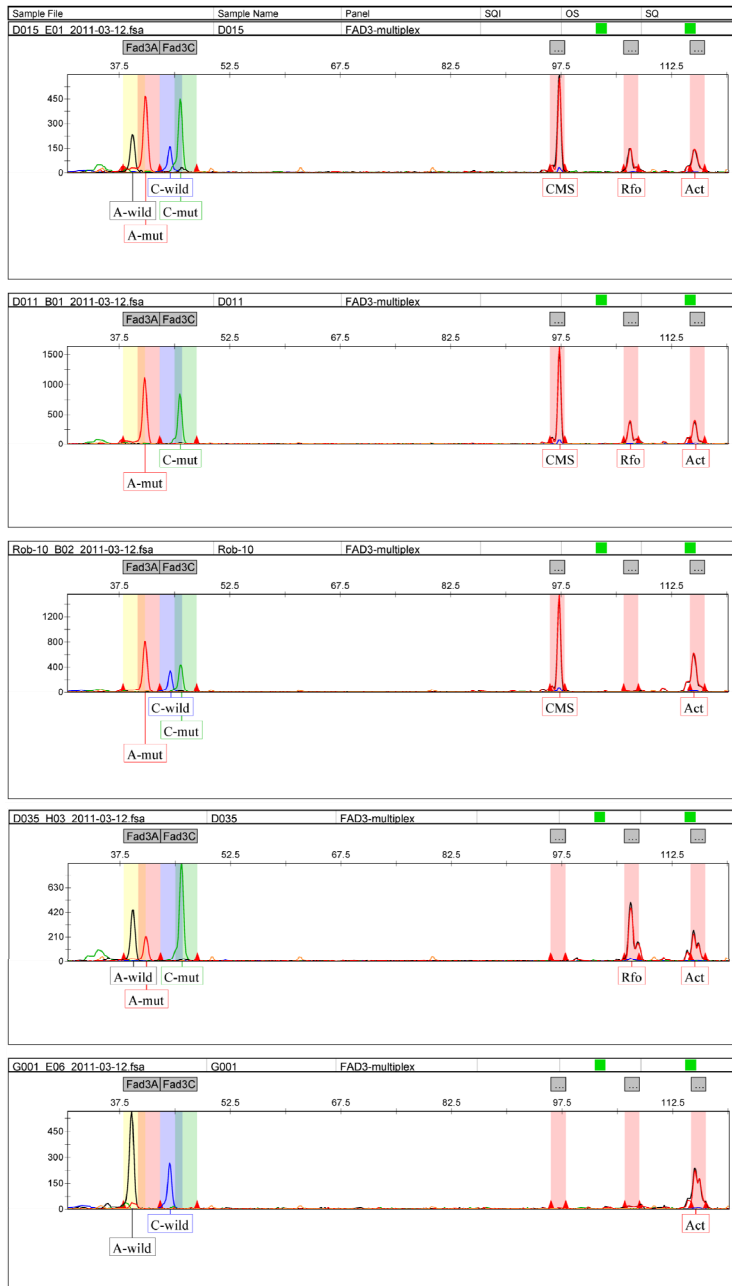 Sample File Sample Name Panel SQI OS SQ
D015_E01_2011-03-12.fsa D015 FAD3-multiplex
Fad3A Fad3C ... ... ...
37.5 52.5 67.5 82.5 97.5 112.5
450
300
150
0
C-wild CMS Rfo Act
A-wild C-mut
A-mut
D011_B01_2011-03-12.fsa D011 FAD3-multiplex
Fad3A Fad3C ... ... ...
37.5 52.5 67.5 82.5 97.5 112.5
1500
1000
500
0
C-mut CMS Rfo Act
A-mut
Rob-10_B02_2011-03-12.fsa Rob-10 FAD3-multiplex
Fad3A Fad3C ... ... ...
37.5 52.5 67.5 82.5 97.5 112.5
1200
800
400
0
C-wild CMS Act
C-mut
A-mut
D035_H03_2011-03-12.fsa D035 FAD3-multiplex
Fad3A Fad3C ... ... ...
37.5 52.5 67.5 82.5 97.5 112.5
630
420
210
0
A-wild C-mut Rfo Act
A-mut
G001_E06_2011-03-12.fsa G001 FAD3-multiplex
Fad3A Fad3C ... ... ...
37.5 52.5 67.5 82.5 97.5 112.5
450
300
150
0
C-wild Act
A-wild